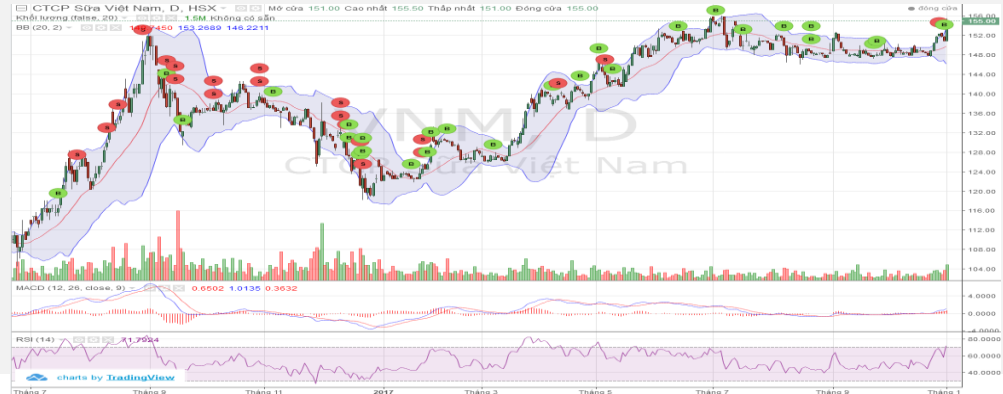 CTCP Sữa Việt Nam, D, HSX Mở cửa 151.00 Cao nhất 155.50 Thấp nhất 151.00 Đóng cửa 155.00
Khối lượng (false, 20) 1.5M Không có sẵn
BB (20, 2) 153.2689 146.2211
đóng cửa
156.00
155.00
152.00
148.00
144.00
140.00
136.00
132.00
128.00
124.00
120.00
116.00
112.00
108.00
104.00
VNM, D
CTCP Sữa Việt Nam
MACD (12, 26, close, 9) 0.6502 1.0135 0.3632
4.0000
0.0000
-4.0000
RSI (14) 71.7924
80.0000
60.0000
40.0000
charts by TradingView
Tháng 7 Tháng 9 Tháng 11 2017 Tháng 3 Tháng 5 Tháng 7 Tháng 9 Tháng 1